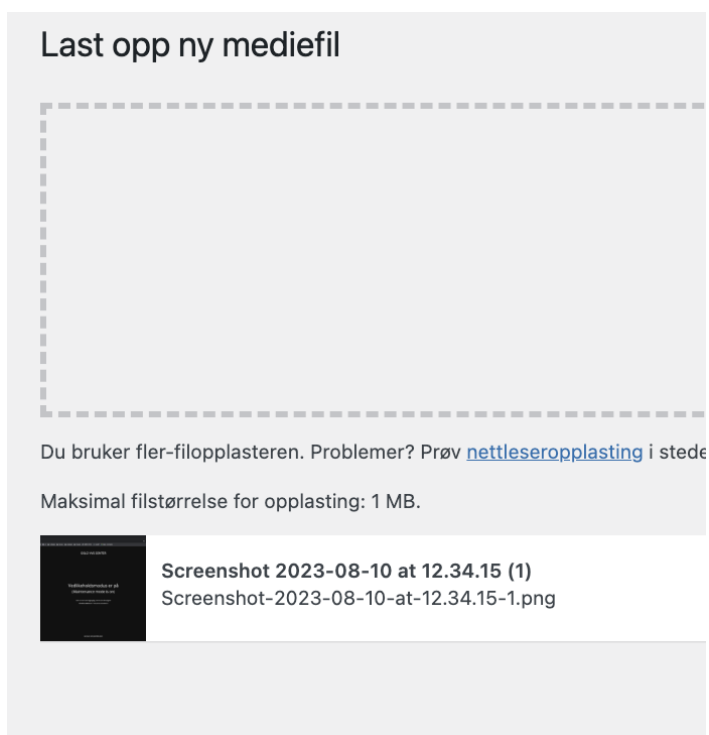 Last opp ny mediefil
Du bruker fler-filopplasteren. Problemer? Prøv nettleseropplasting i stede
Maksimal filstørrelse for opplasting: 1 MB.
Screenshot 2023-08-10 at 12.34.15 (1)
Screenshot-2023-08-10-at-12.34.15-1.png